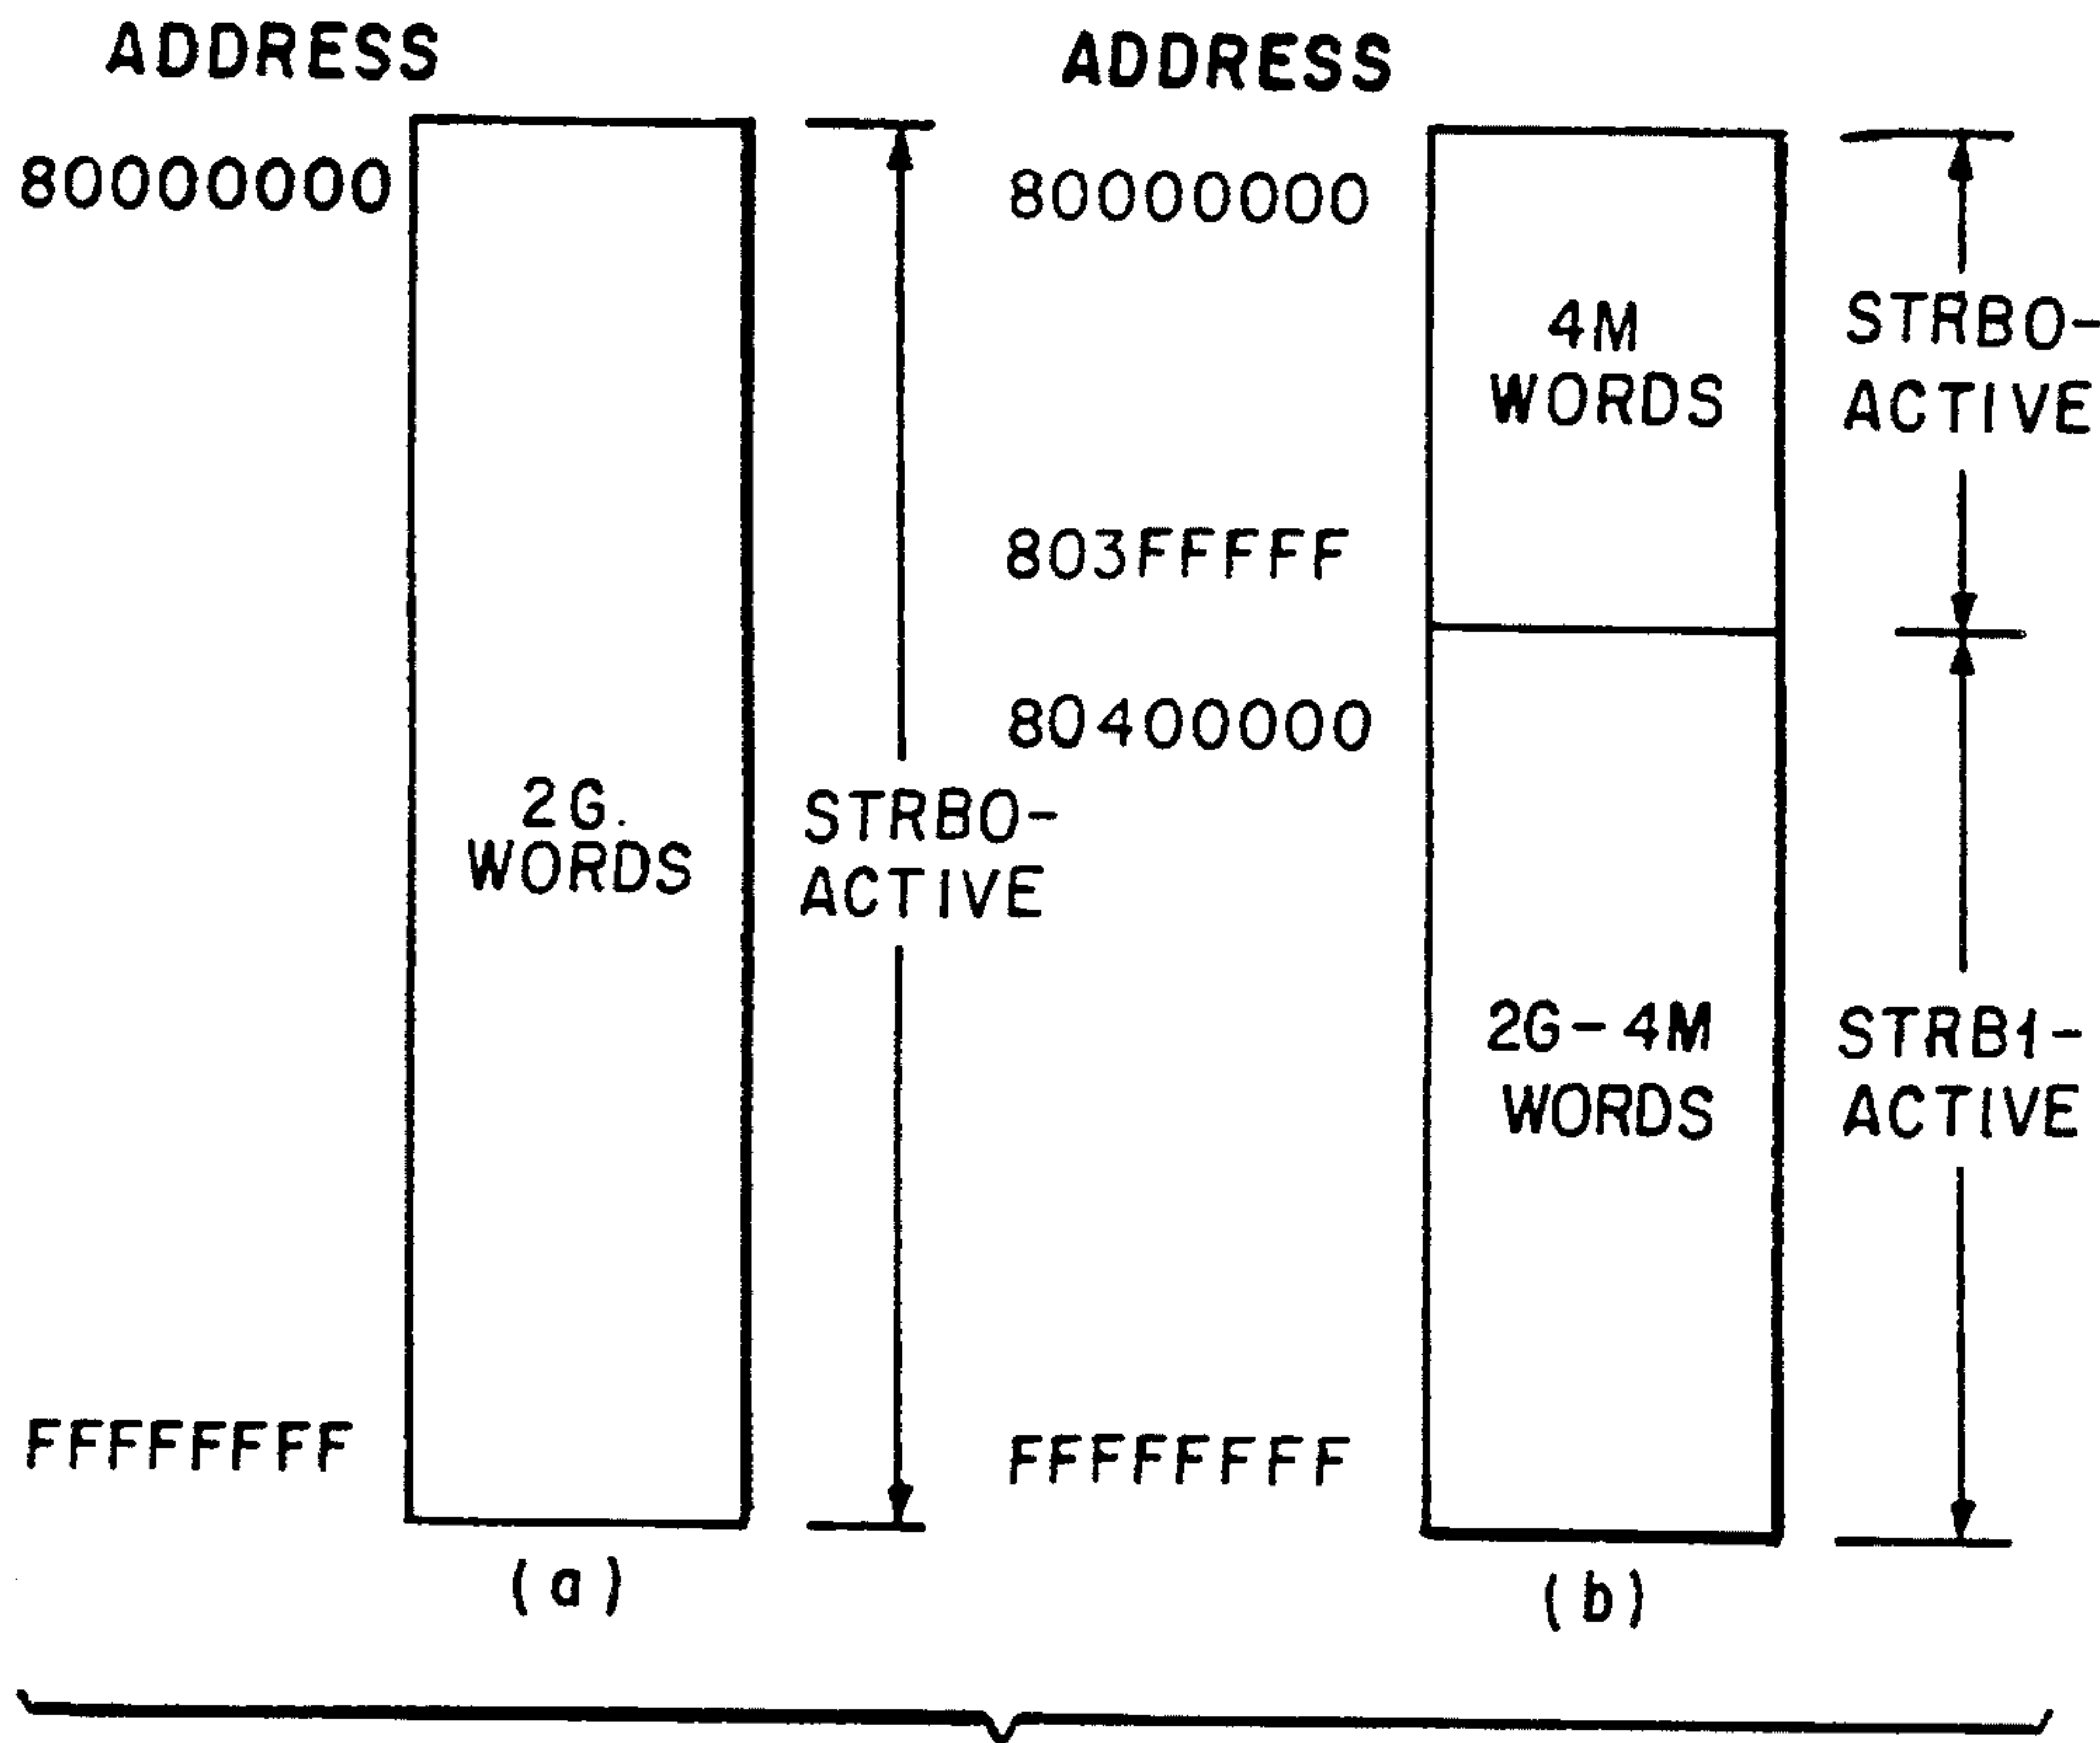 ADDRESS
80000000
2G.
WORDS
STRB0-
ACTIVE
FFFFFFFF
(a)
ADDRESS
80000000
4M
WORDS
STRB0-
ACTIVE
803FFFFF
80400000
2G-4M
WORDS
STRB1-
ACTIVE
FFFFFFFF
(b)